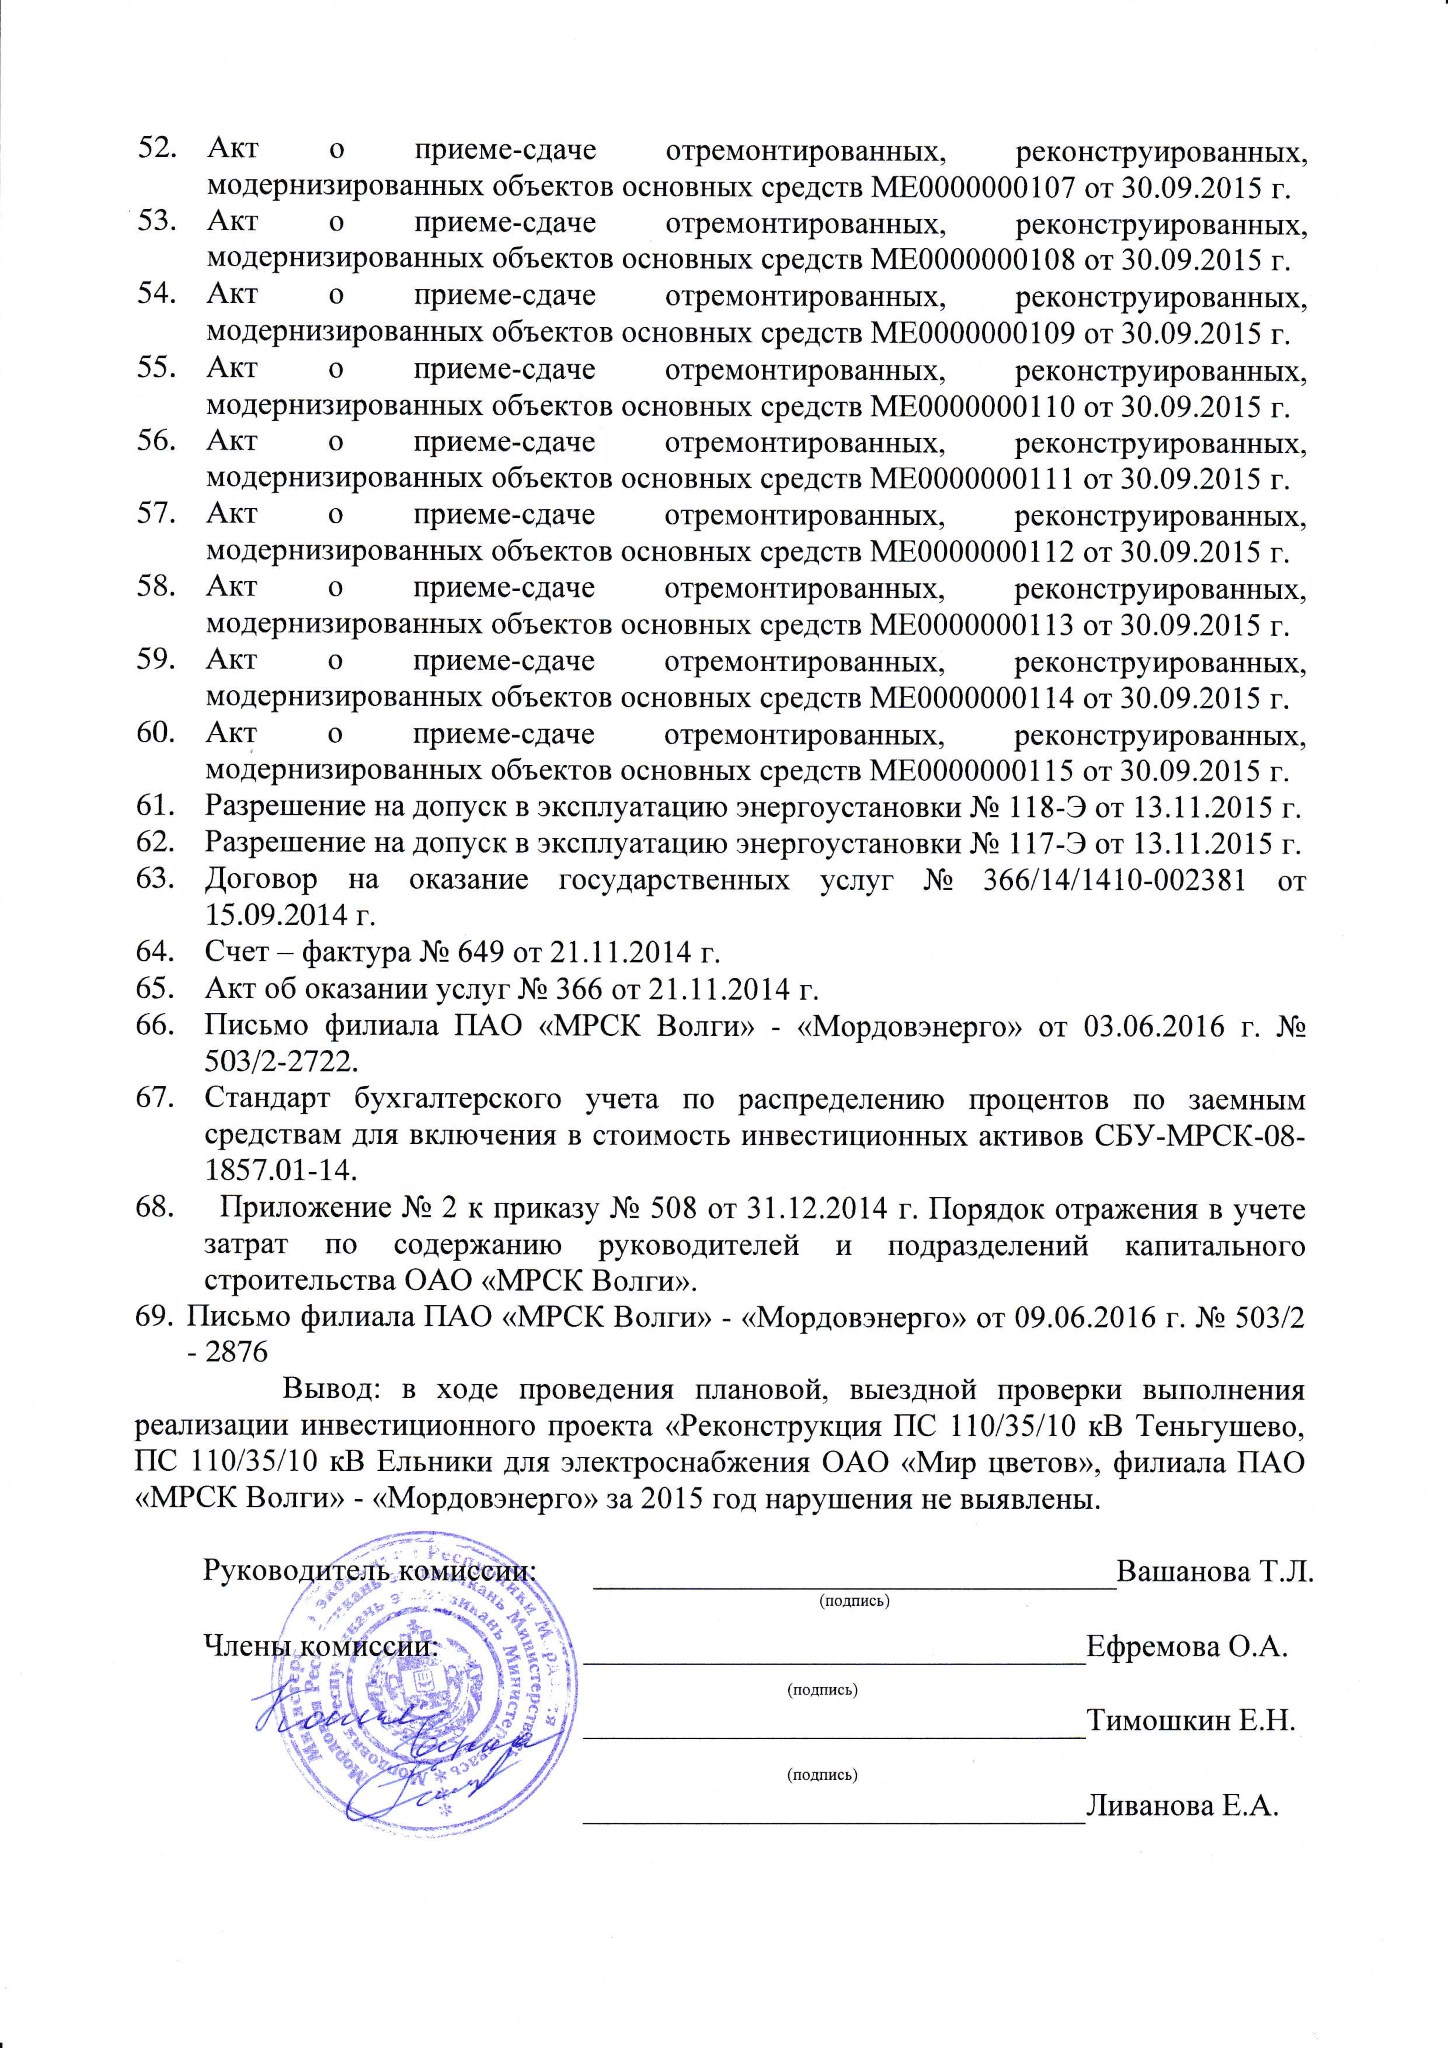 52. Акт о приеме-сдаче отремонтированных, реконструированных,
модернизированных объектов основных средств МЕ0000000107 от 30.09.2015 г.
53. Акт о приеме-сдаче отремонтированных, реконструированных,
модернизированных объектов основных средств МЕ0000000108 от 30.09.2015 г.
54. Акт о приеме-сдаче отремонтированных, реконструированных,
модернизированных объектов основных средств МЕ0000000109 от 30.09.2015 г.
55. Акт о приеме-сдаче отремонтированных, реконструированных,
модернизированных объектов основных средств МЕ0000000110 от 30.09.2015 г.
56. Акт о приеме-сдаче отремонтированных, реконструированных,
модернизированных объектов основных средств МЕ0000000111 от 30.09.2015 г.
57. Акт о приеме-сдаче отремонтированных, реконструированных,
модернизированных объектов основных средств МЕ0000000112 от 30.09.2015 г.
58. Акт о приеме-сдаче отремонтированных, реконструированных,
модернизированных объектов основных средств МЕ0000000113 от 30.09.2015 г.
59. Акт о приеме-сдаче отремонтированных, реконструированных,
модернизированных объектов основных средств МЕ0000000114 от 30.09.2015 г.
60. Акт о приеме-сдаче отремонтированных, реконструированных,
модернизированных объектов основных средств МЕ0000000115 от 30.09.2015 г.
61. Разрешение на допуск в эксплуатацию энергоустановки № 118-Э от 13.11.2015 г.
62. Разрешение на допуск в эксплуатацию энергоустановки № 117-Э от 13.11.2015 г.
63. Договор на оказание государственных услуг № 366/14/1410-002381 от
15.09.2014 г.
64. Счет – фактура № 649 от 21.11.2014 г.
65. Акт об оказании услуг № 366 от 21.11.2014 г.
66. Письмо филиала ПАО «МРСК Волги» - «Мордовэнерго» от 03.06.2016 г. №
503/2-2722.
67. Стандарт бухгалтерского учета по распределению процентов по заемным
средствам для включения в стоимость инвестиционных активов СБУ-МРСК-08-
1857.01-14.
68. Приложение № 2 к приказу № 508 от 31.12.2014 г. Порядок отражения в учете
затрат по содержанию руководителей и подразделений капитального
строительства ОАО «МРСК Волги».
69. Письмо филиала ПАО «МРСК Волги» - «Мордовэнерго» от 09.06.2016 г. № 503/2
- 2876
Вывод: в ходе проведения плановой, выездной проверки выполнения
реализации инвестиционного проекта «Реконструкция ПС 110/35/10 кВ Теньгушево,
ПС 110/35/10 кВ Ельники для электроснабжения ОАО «Мир цветов», филиала ПАО
«МРСК Волги» - «Мордовэнерго» за 2015 год нарушения не выявлены.
Руководитель комиссии: Вашанова Т.Л.
(подпись)
Члены комиссии: Ефремова О.А.
(подпись)
Тимошкин Е.Н.
(подпись)
Ливанова Е.А.